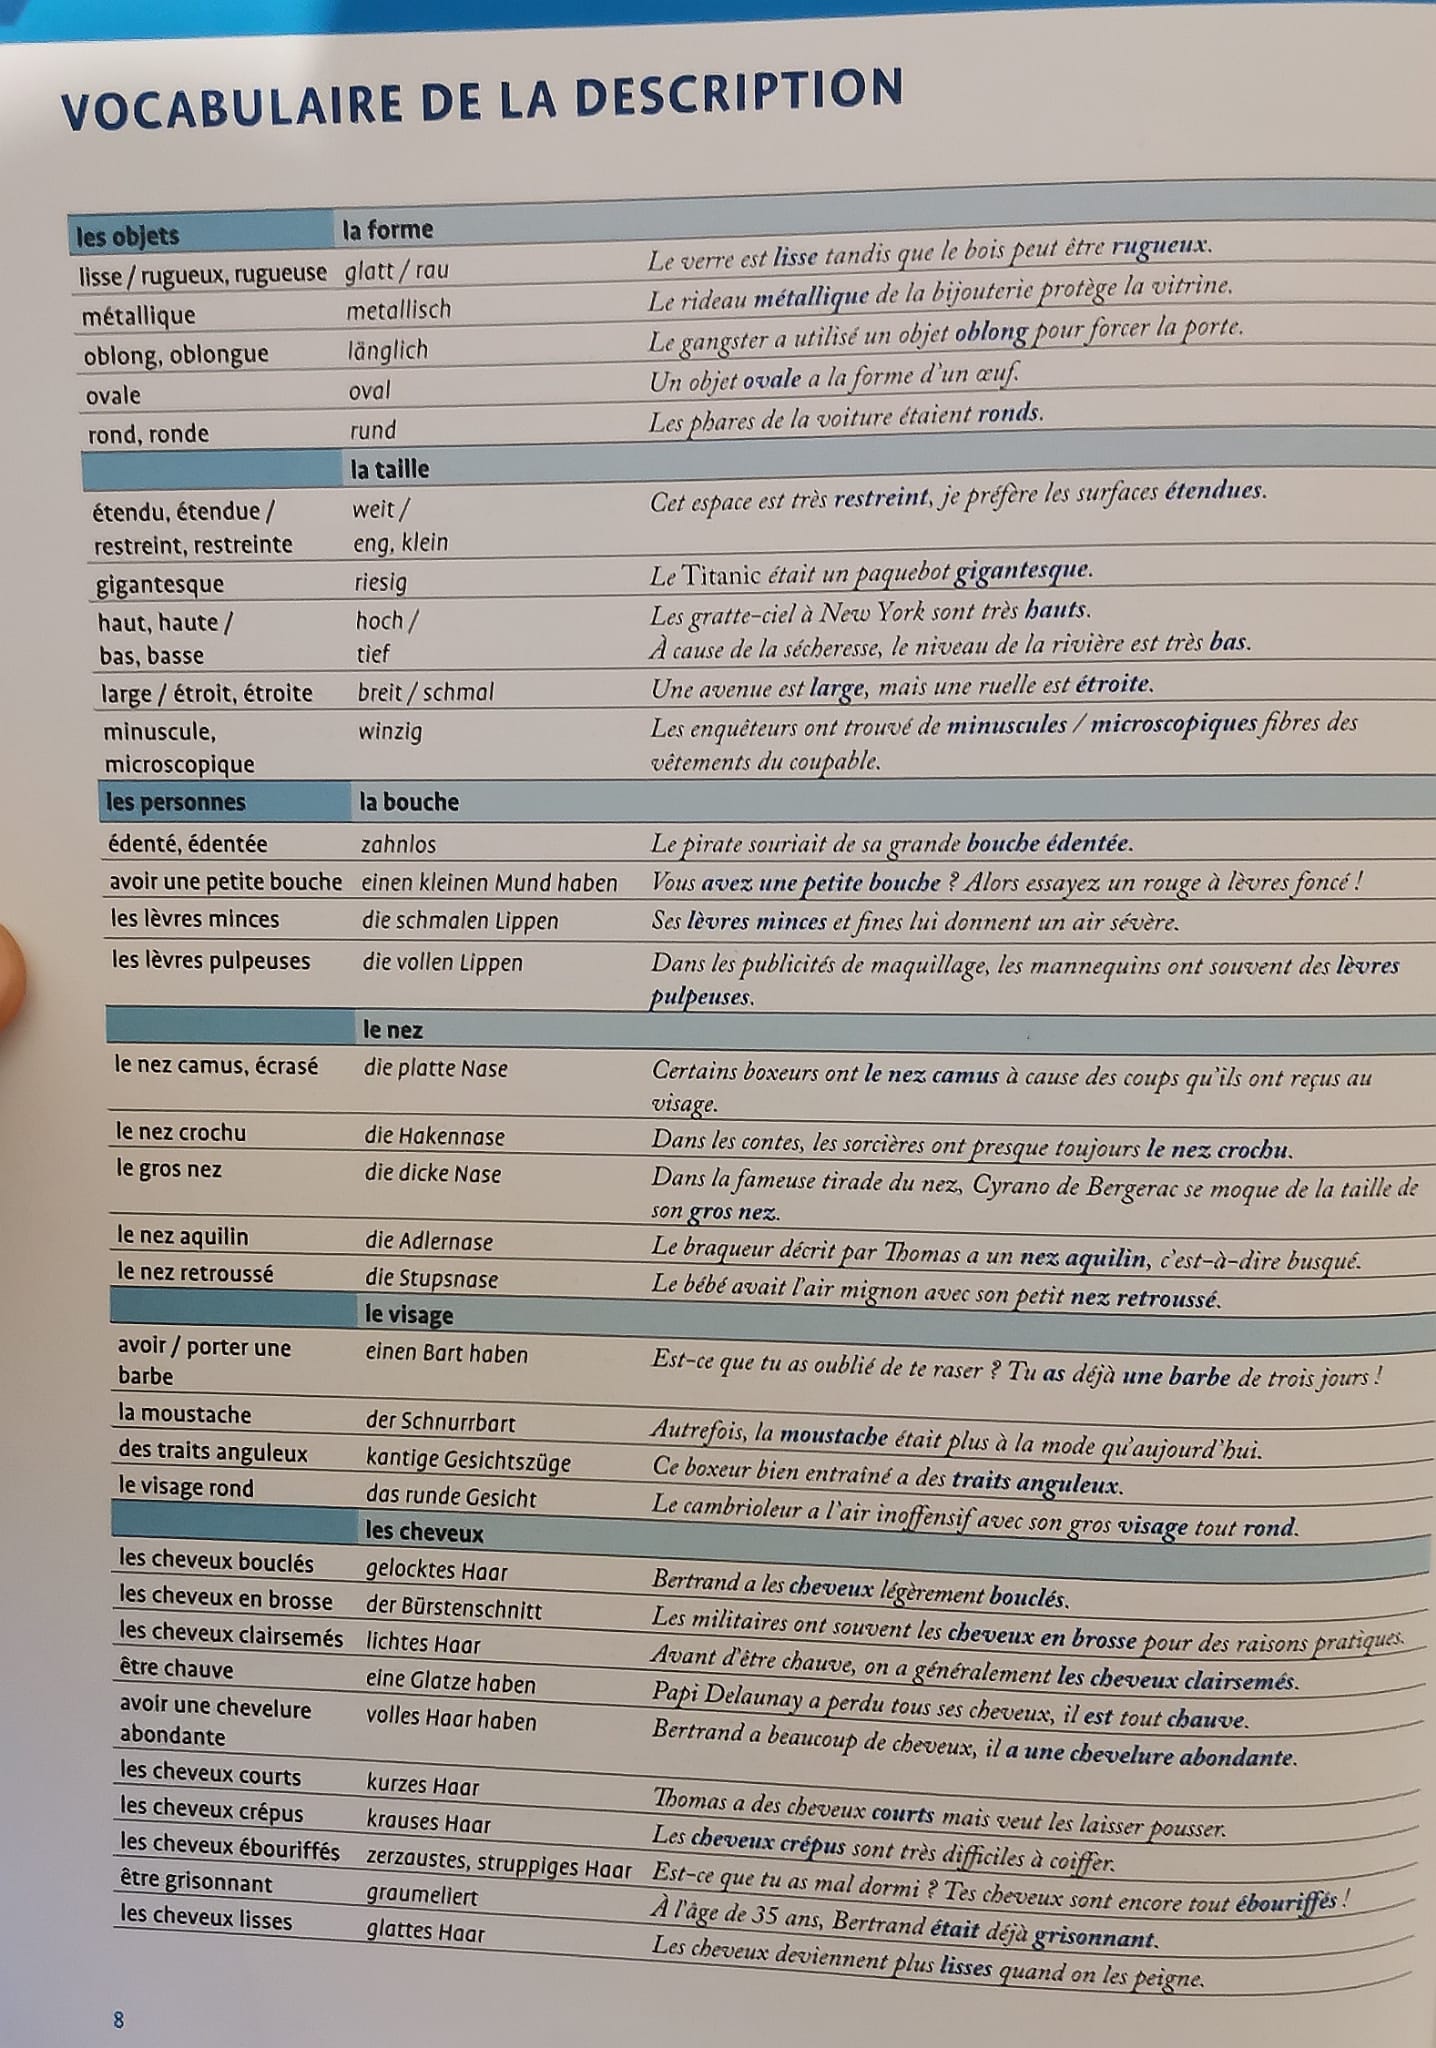 VOCABULAIRE DE LA DESCRIPTION
les objets la forme
lisse / rugueux, rugueuse glatt / rau Le verre est lisse tandis que le bois peut être rugueux.
métallique metallisch Le rideau métallique de la bijouterie protège la vitrine.
oblong, oblongue länglich Le gangster a utilisé un objet oblong pour forcer la porte.
ovale oval Un objet ovale a la forme d'un œuf.
rond, ronde rund Les phares de la voiture étaient ronds.
la taille
étendu, étendue / weit / Cet espace est très restreint, je préfère les surfaces étendues.
restreint, restreinte eng, klein
gigantesque riesig Le Titanic était un paquebot gigantesque.
haut, haute / hoch / Les gratte-ciel à New York sont très hauts.
bas, basse tief À cause de la sécheresse, le niveau de la rivière est très bas.
large / étroit, étroite breit / schmal Une avenue est large, mais une ruelle est étroite.
minuscule, winzig Les enquêteurs ont trouvé de minuscules / microscopiques fibres des
microscopique vêtements du coupable.
les personnes la bouche
édenté, édentée zahnlos Le pirate souriait de sa grande bouche édentée.
avoir une petite bouche einen kleinen Mund haben Vous avez une petite bouche ? Alors essayez un rouge à lèvres foncé !
les lèvres minces die schmalen Lippen Ses lèvres minces et fines lui donnent un air sévère.
les lèvres pulpeuses die vollen Lippen Dans les publicités de maquillage, les mannequins ont souvent des lèvres
pulpeuses.
le nez
le nez camus, écrasé die platte Nase Certains boxeurs ont le nez camus à cause des coups qu'ils ont reçus au
visage.
le nez crochu die Hakennase Dans les contes, les sorcières ont presque toujours le nez crochu.
le gros nez die dicke Nase Dans la fameuse tirade du nez, Cyrano de Bergerac se moque de la taille de
son gros nez.
le nez aquilin die Adlernase Le braqueur décrit par Thomas a un nez aquilin, c'est-à-dire busqué.
le nez retroussé die Stupsnase Le bébé avait l'air mignon avec son petit nez retroussé.
le visage
avoir / porter une einen Bart haben Est-ce que tu as oublié de te raser ? Tu as déjà une barbe de trois jours !
barbe
la moustache der Schnurrbart Autrefois, la moustache était plus à la mode qu'aujourd'hui.
des traits anguleux kantige Gesichtszüge Ce boxeur bien entraîné a des traits anguleux.
le visage rond das runde Gesicht Le cambrioleur a l'air inoffensif avec son gros visage tout rond.
les cheveux
les cheveux bouclés gelocktes Haar Bertrand a les cheveux légèrement bouclés.
les cheveux en brosse der Bürstenschnitt Les militaires ont souvent les cheveux en brosse pour des raisons pratiques.
les cheveux clairsemés lichtes Haar Avant d'être chauve, on a généralement les cheveux clairsemés.
être chauve eine Glatze haben Papi Delaunay a perdu tous ses cheveux, il est tout chauve.
avoir une chevelure volles Haar haben Bertrand a beaucoup de cheveux, il a une chevelure abondante.
abondante
les cheveux courts kurzes Haar Thomas a des cheveux courts mais veut les laisser pousser.
les cheveux crépus krauses Haar Les cheveux crépus sont très difficiles à coiffer.
les cheveux ébouriffés zerzaustes, struppiges Haar Est-ce que tu as mal dormi ? Tes cheveux sont encore tout ébouriffés !
être grisonnant graumeliert À l'âge de 35 ans, Bertrand était déjà grisonnant.
les cheveux lisses glattes Haar Les cheveux deviennent plus lisses quand on les peigne.
8